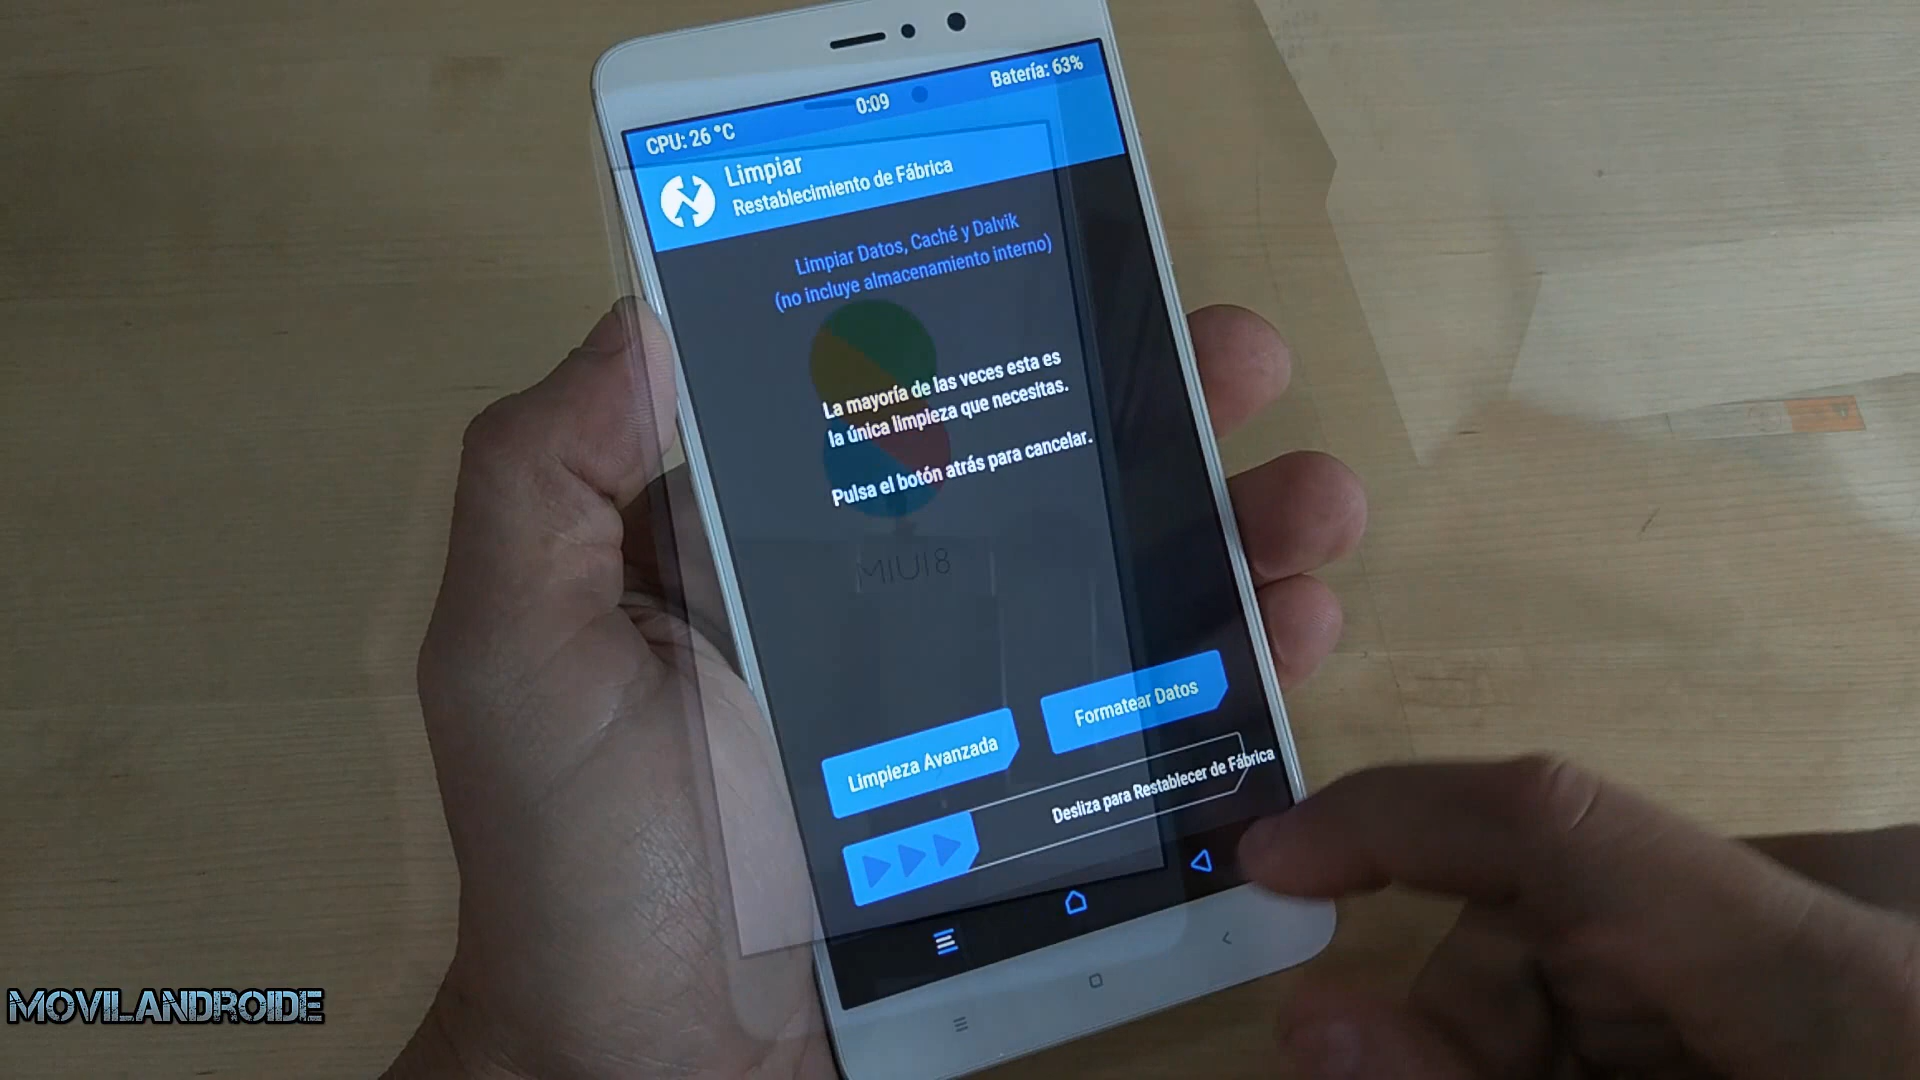 Batería: 63%
0:09
CPU: 26 °C
Limpiar
Restablecimiento de Fábrica
Limpiar Datos, Caché y Dalvik
(no incluye almacenamiento interno)
La mayoría de las veces esta es
la única limpieza que necesitas.
Pulsa el botón atrás para cancelar.
MIUI8
Formatear Datos
Limpieza Avanzada
Desliza para Restablecer de Fábrica
MOVILANDROIDE